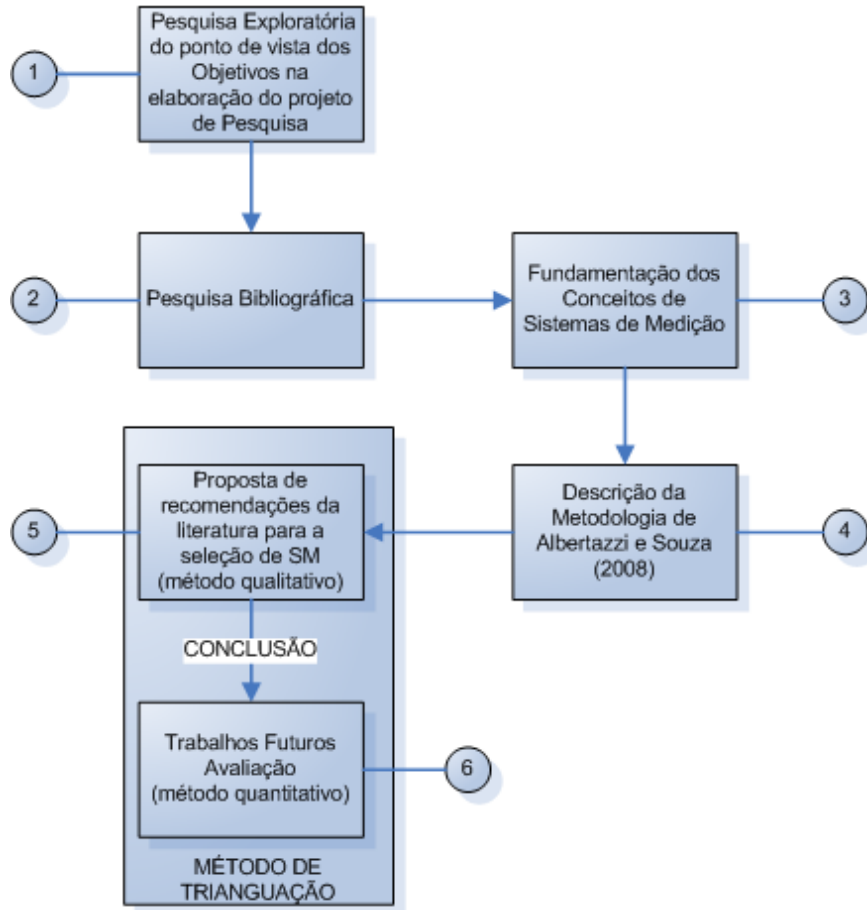 1
Pesquisa Exploratória
do ponto de vista dos
Objetivos na
elaboração do projeto
de Pesquisa
2
Pesquisa Bibliográfica
Fundamentação dos
Conceitos de
Sistemas de Medição
3
Descrição da
Metodologia de
Albertazzi e Souza
(2008)
4
5
Proposta de
recomendações da
literatura para a
seleção de SM
(método qualitativo)
CONCLUSÃO
Trabalhos Futuros
Avaliação
(método quantitativo)
6
MÉTODO DE
TRIANGUAÇÃO